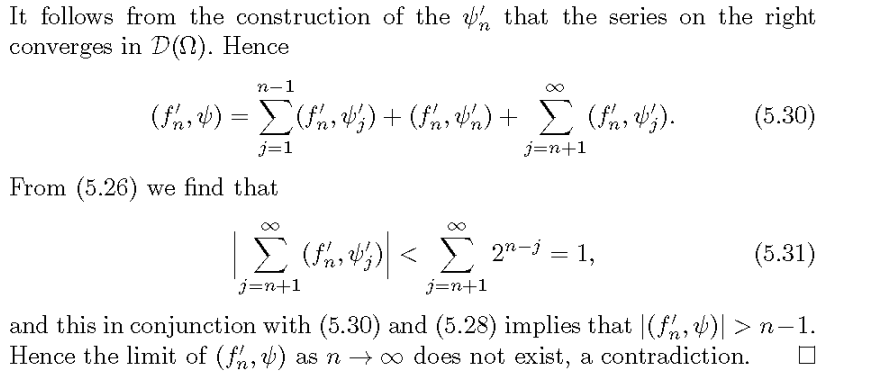 It follows from the construction of the ψ′ₙ that the series on the right
converges in 𝒟(Ω). Hence
(f′ₙ, ψ) = ∑_{j=1}^{n−1} (f′ₙ, ψ′ⱼ) + (f′ₙ, ψ′ₙ) + ∑_{j=n+1}^{∞} (f′ₙ, ψ′ⱼ). (5.30)
From (5.26) we find that
|∑_{j=n+1}^{∞} (f′ₙ, ψ′ⱼ)| < ∑_{j=n+1}^{∞} 2^{n−j} = 1, (5.31)
and this in conjunction with (5.30) and (5.28) implies that |(f′ₙ, ψ)| > n−1.
Hence the limit of (f′ₙ, ψ) as n → ∞ does not exist, a contradiction. □